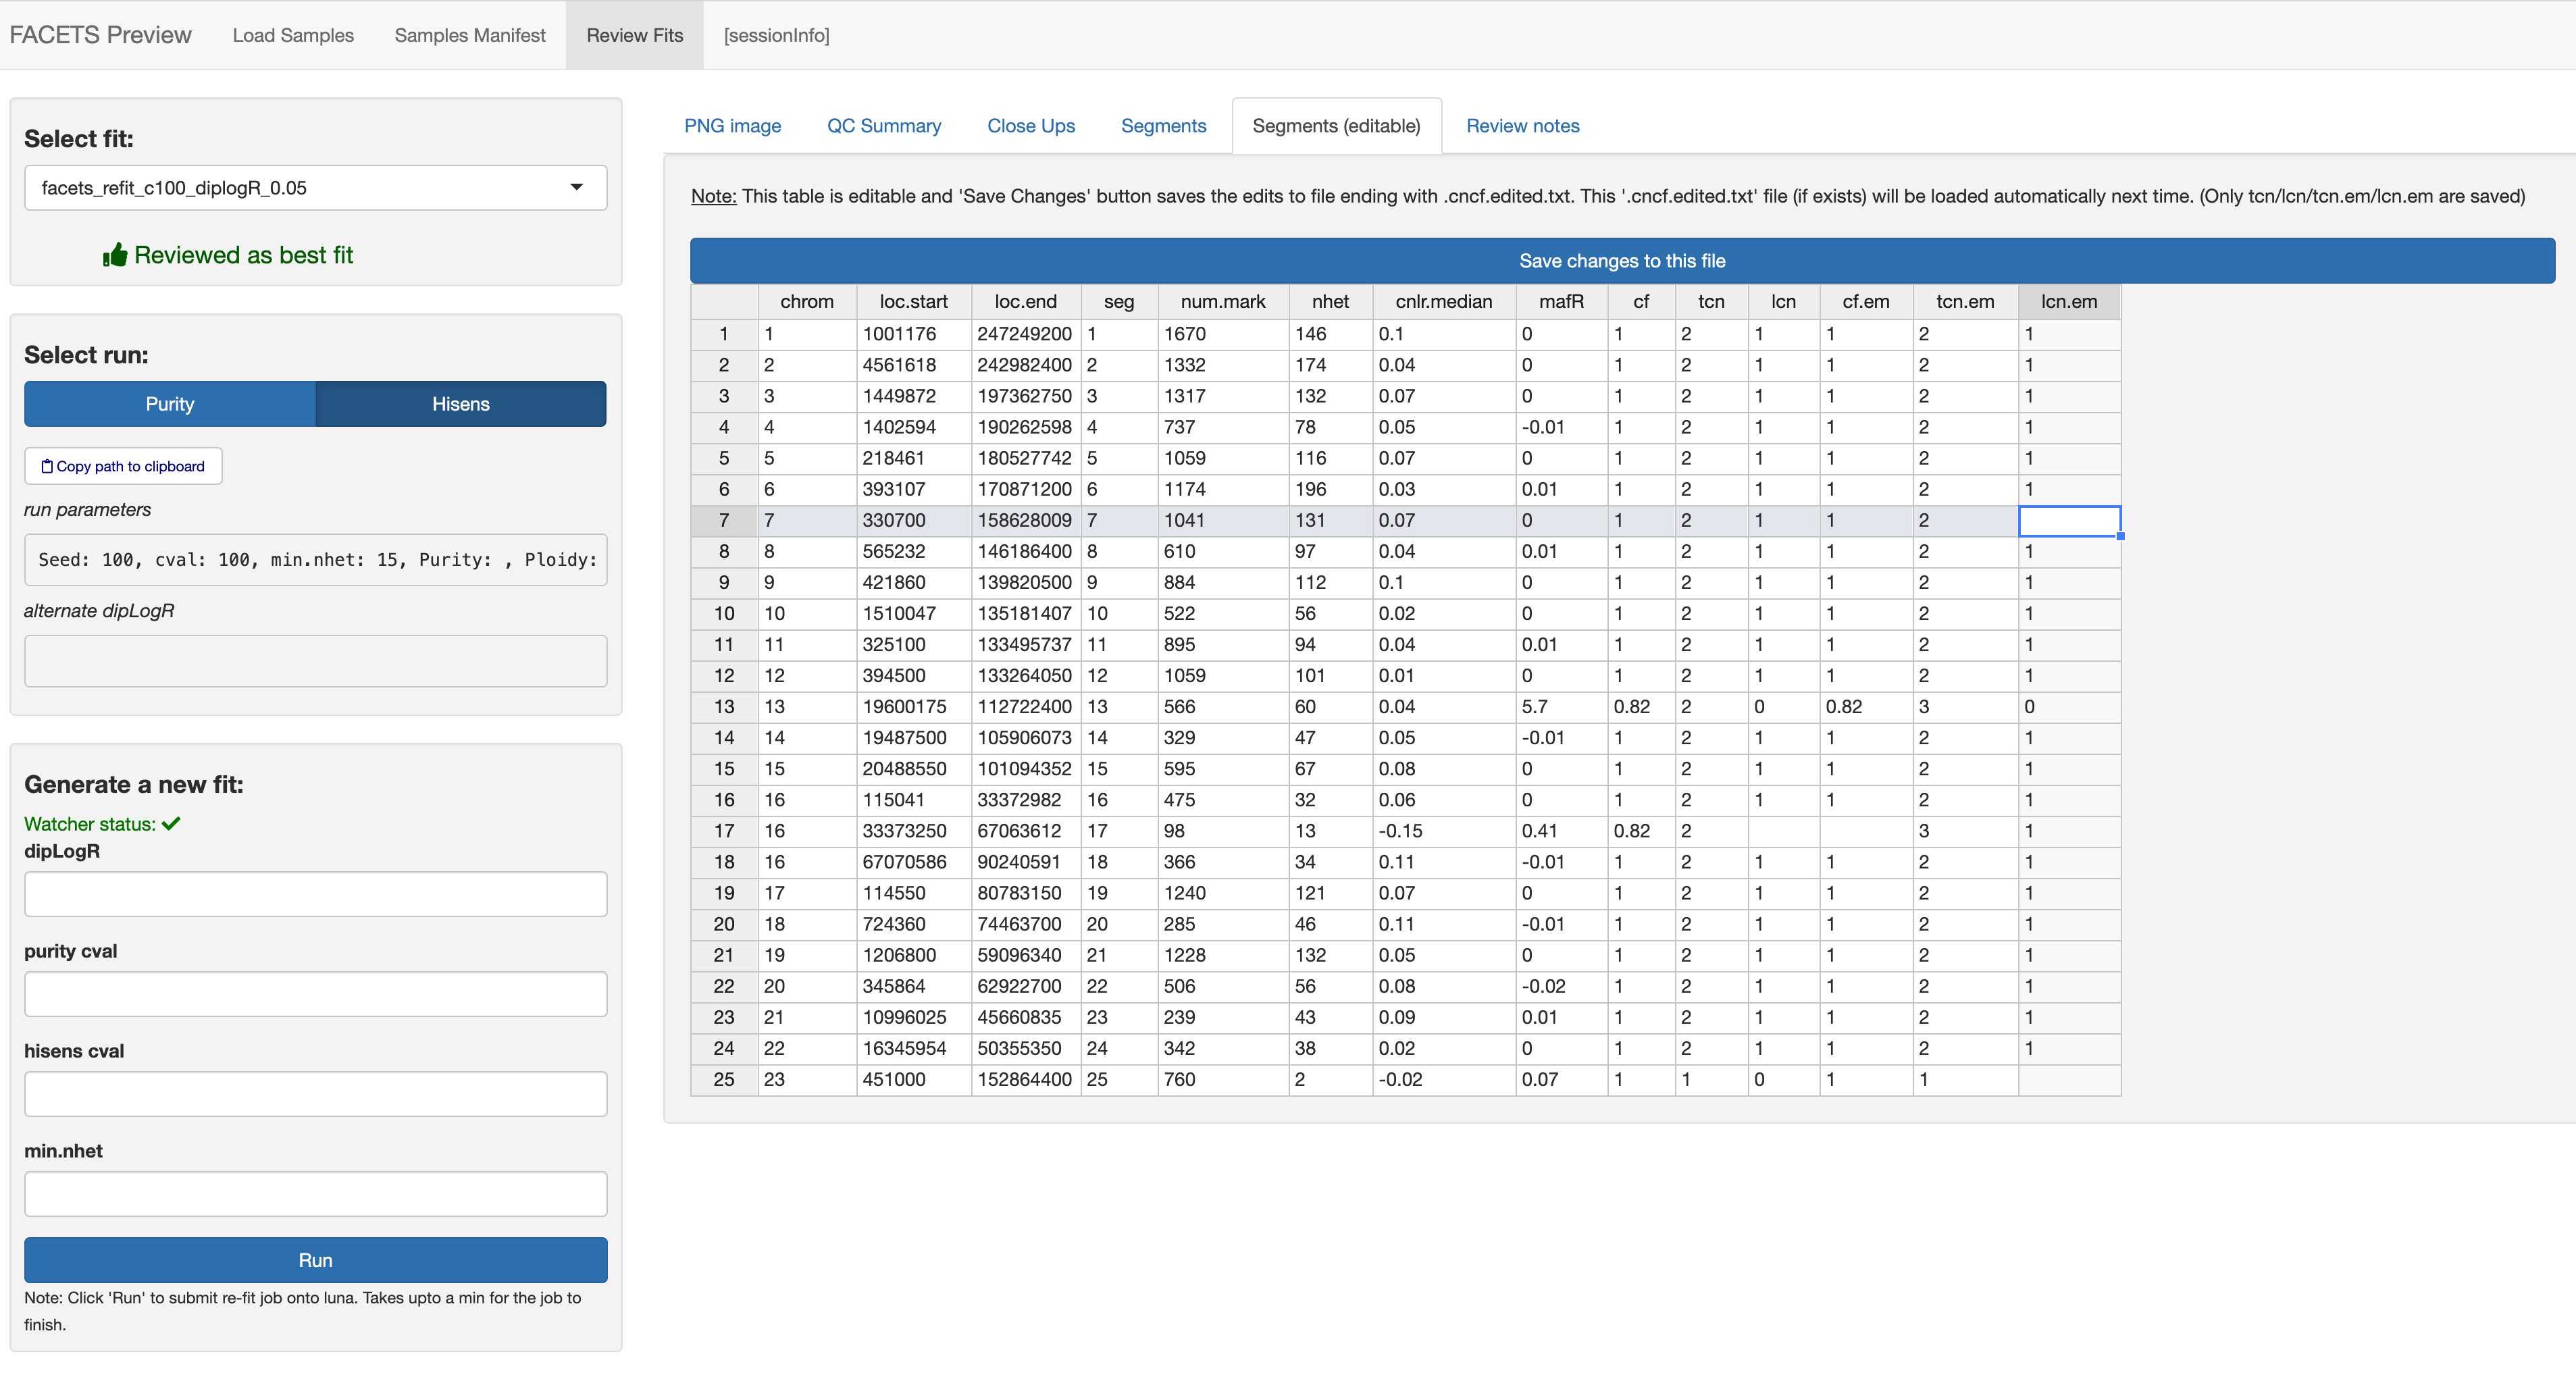 FACETS Preview Load Samples Samples Manifest Review Fits [sessionInfo]
Select fit:
facets_refit_c100_diplogR_0.05
Reviewed as best fit
Select run:
Purity Hisens
Copy path to clipboard
run parameters
Seed: 100, cval: 100, min.nhet: 15, Purity: , Ploidy:
alternate dipLogR
Generate a new fit:
Watcher status:
dipLogR
purity cval
hisens cval
min.nhet
Run
Note: Click 'Run' to submit re-fit job onto luna. Takes upto a min for the job to
finish.
PNG image QC Summary Close Ups Segments Segments (editable) Review notes
Note: This table is editable and 'Save Changes' button saves the edits to file ending with .cncf.edited.txt. This '.cncf.edited.txt' file (if exists) will be loaded automatically next time. (Only tcn/lcn/tcn.em/lcn.em are saved)
Save changes to this file
chrom loc.start loc.end seg num.mark nhet cnlr.median mafR cf tcn lcn cf.em tcn.em lcn.em
1 1 1001176 247249200 1 1670 146 0.1 0 1 2 1 1 2 1
2 2 4561618 242982400 2 1332 174 0.04 0 1 2 1 1 2 1
3 3 1449872 197362750 3 1317 132 0.07 0 1 2 1 1 2 1
4 4 1402594 190262598 4 737 78 0.05 -0.01 1 2 1 1 2 1
5 5 218461 180527742 5 1059 116 0.07 0 1 2 1 1 2 1
6 6 393107 170871200 6 1174 196 0.03 0.01 1 2 1 1 2 1
7 7 330700 158628009 7 1041 131 0.07 0 1 2 1 1 2
8 8 565232 146186400 8 610 97 0.04 0.01 1 2 1 1 2 1
9 9 421860 139820500 9 884 112 0.1 0 1 2 1 1 2 1
10 10 1510047 135181407 10 522 56 0.02 0 1 2 1 1 2 1
11 11 325100 133495737 11 895 94 0.04 0.01 1 2 1 1 2 1
12 12 394500 133264050 12 1059 101 0.01 0 1 2 1 1 2 1
13 13 19600175 112722400 13 566 60 0.04 5.7 0.82 2 0 0.82 3 0
14 14 19487500 105906073 14 329 47 0.05 -0.01 1 2 1 1 2 1
15 15 20488550 101094352 15 595 67 0.08 0 1 2 1 1 2 1
16 16 115041 33372982 16 475 32 0.06 0 1 2 1 1 2 1
17 16 33373250 67063612 17 98 13 -0.15 0.41 0.82 2 3 1
18 16 67070586 90240591 18 366 34 0.11 -0.01 1 2 1 1 2 1
19 17 114550 80783150 19 1240 121 0.07 0 1 2 1 1 2 1
20 18 724360 74463700 20 285 46 0.11 -0.01 1 2 1 1 2 1
21 19 1206800 59096340 21 1228 132 0.05 0 1 2 1 1 2 1
22 20 345864 62922700 22 506 56 0.08 -0.02 1 2 1 1 2 1
23 21 10996025 45660835 23 239 43 0.09 0.01 1 2 1 1 2 1
24 22 16345954 50355350 24 342 38 0.02 0 1 2 1 1 2 1
25 23 451000 152864400 25 760 2 -0.02 0.07 1 1 0 1 1